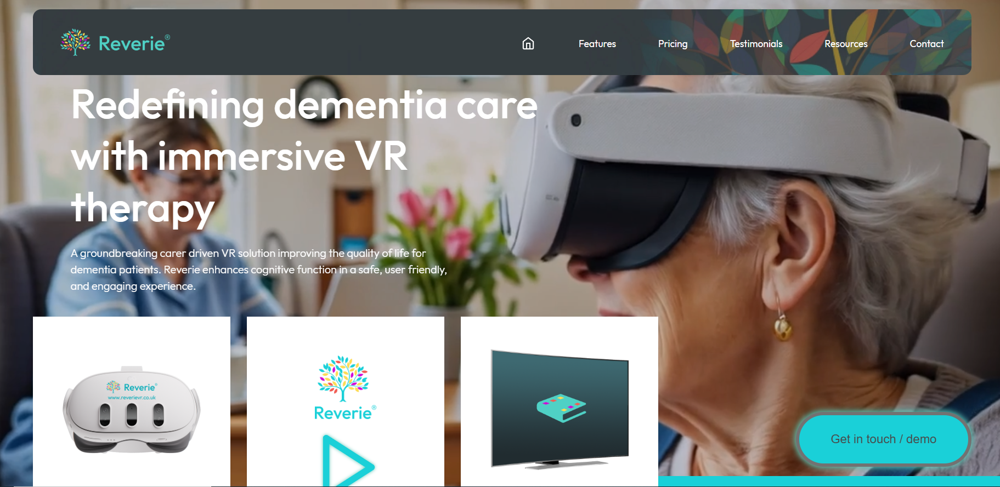 Reverie®
Features
Pricing
Testimonials
Resources
Contact
Redefining dementia care
with immersive VR
therapy
A groundbreaking carer driven VR solution improving the quality of life for
dementia patients. Reverie enhances cognitive function in a safe, user friendly,
and engaging experience.
Reverie®
www.reverievr.co.uk
Reverie®
Get in touch / demo